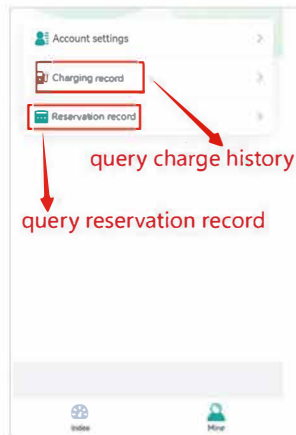 Account settings
Charging record
Reservation record
query charge history
query reservation record
Index
Mine